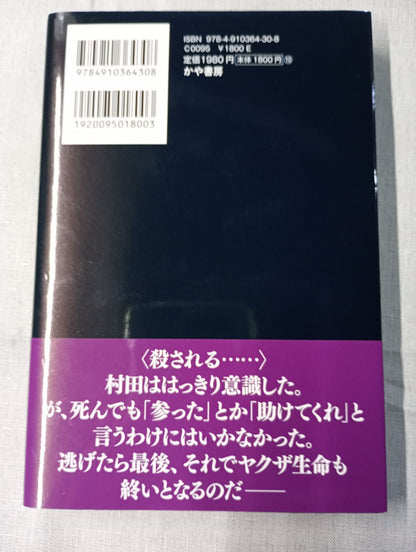 ISBN 978-4-910364-30-8
C0095 ¥1800E
定価1980円 本体1800円 ⑩
かや書房
9784910364308
1920095018003
〈殺される……〉
村田ははっきり意識した。
が、死んでも「参った」とか「助けてくれ」と
言うわけにはいかなかった。
逃げたら最後、それでヤクザ生命も
終いとなるのだ――